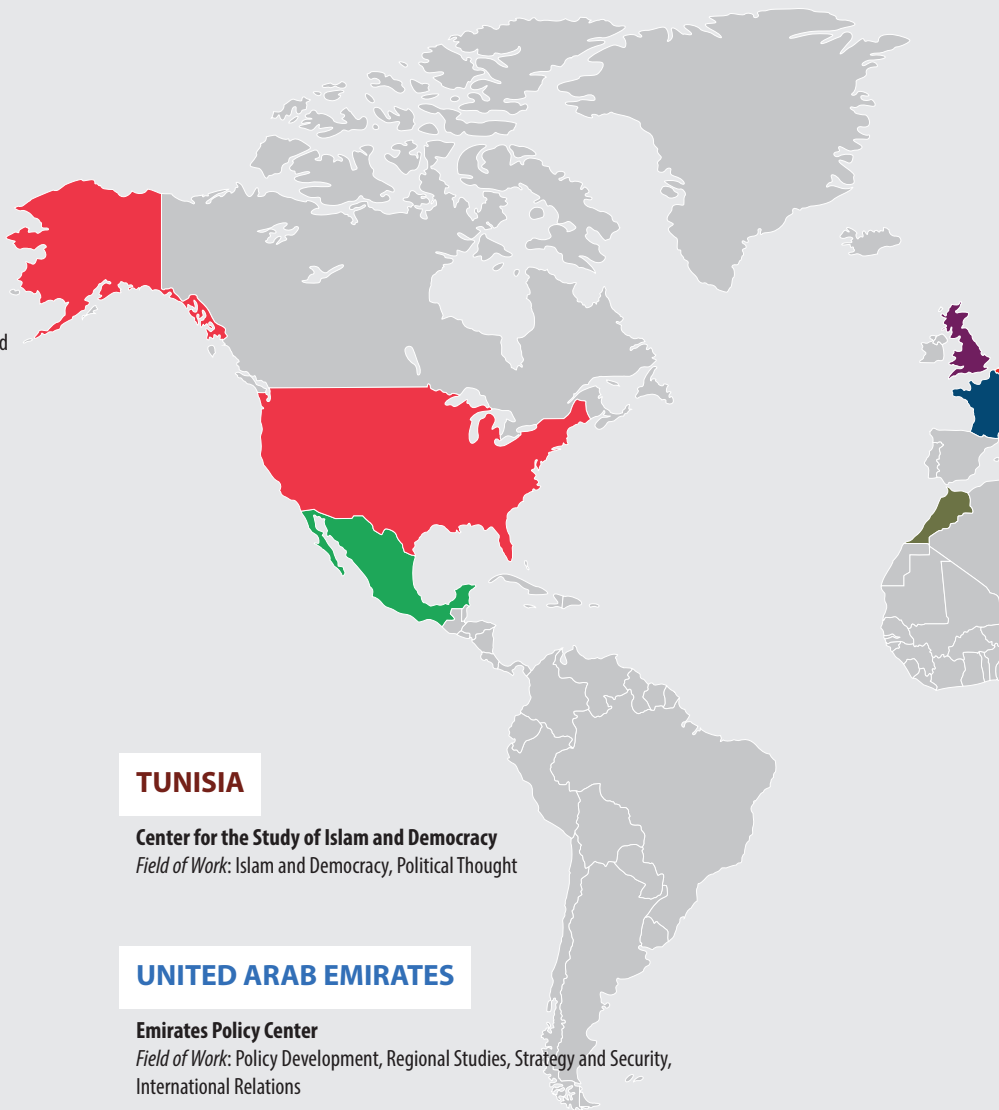 d
TUNISIA
Center for the Study of Islam and Democracy
Field of Work: Islam and Democracy, Political Thought
UNITED ARAB EMIRATES
Emirates Policy Center
Field of Work: Policy Development, Regional Studies, Strategy and Security,
International Relations